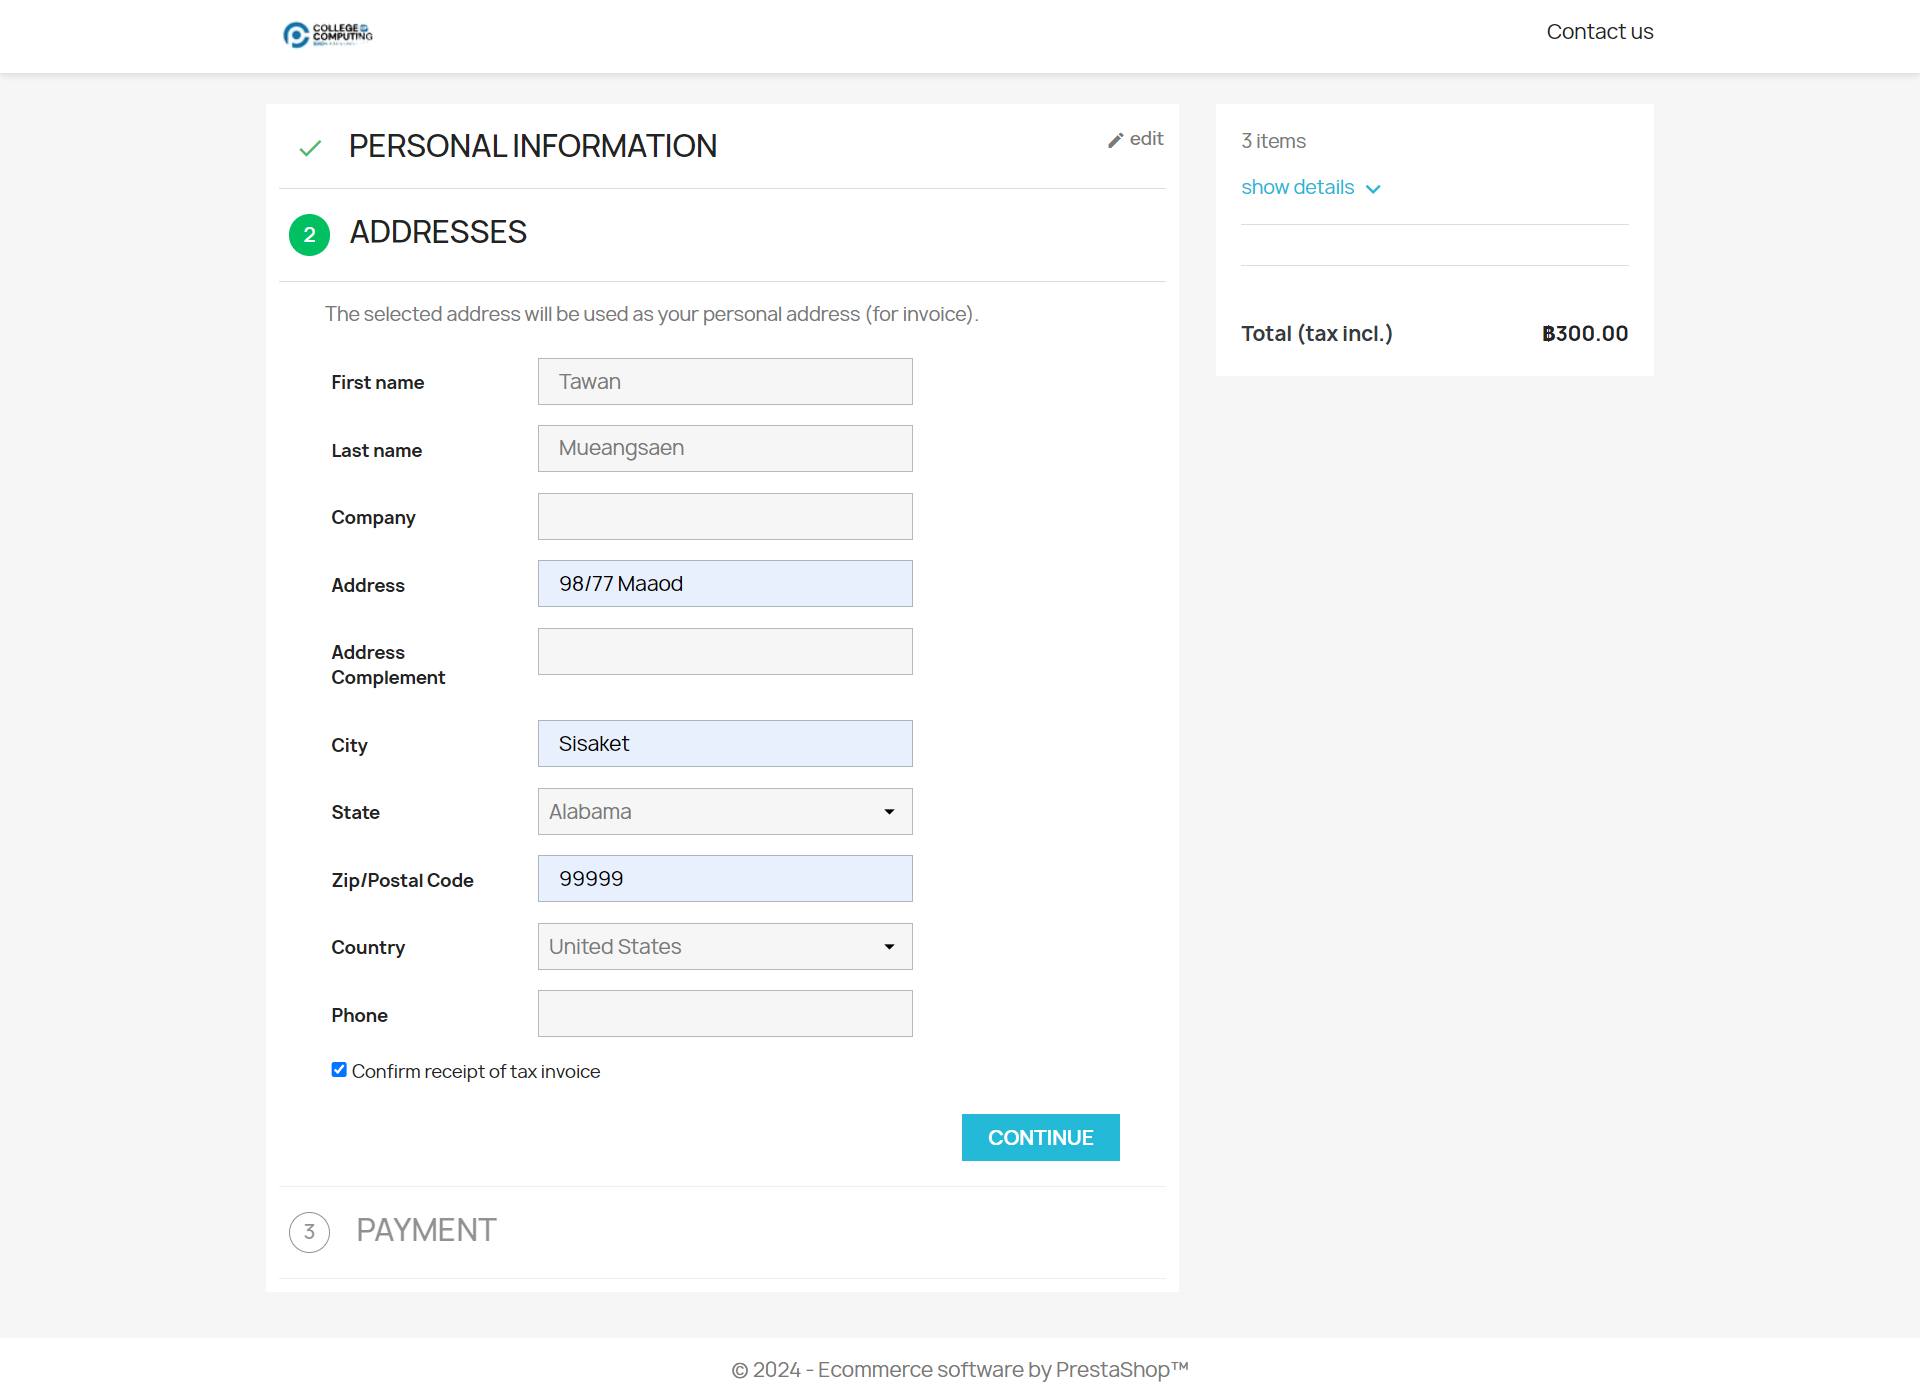 COLLEGE OF
COMPUTING
Contact us
PERSONAL INFORMATION
edit
2 ADDRESSES
The selected address will be used as your personal address (for invoice).
First name Tawan
Last name Mueangsaen
Company
Address 98/77 Maaod
Address
Complement
City Sisaket
State Alabama
Zip/Postal Code 99999
Country United States
Phone
Confirm receipt of tax invoice
CONTINUE
3 PAYMENT
3 items
show details
Total (tax incl.) ฿300.00
© 2024 - Ecommerce software by PrestaShop™